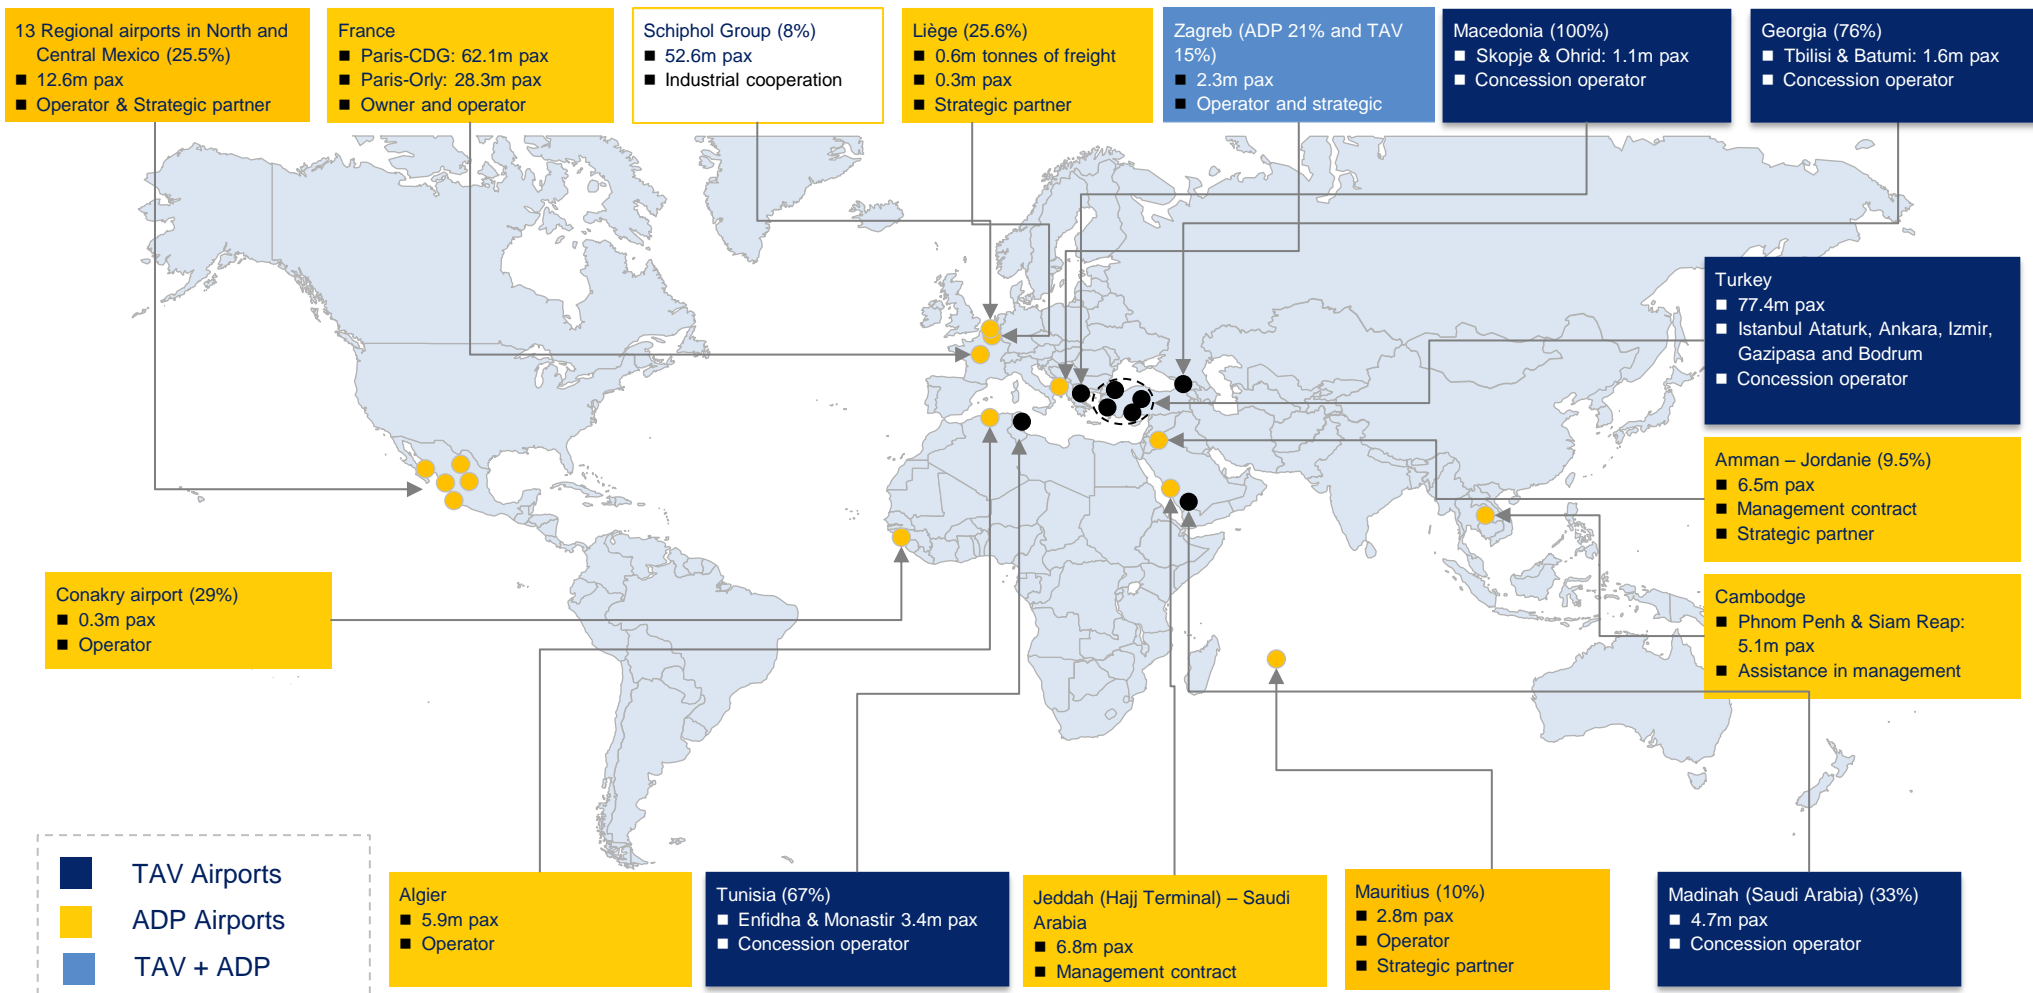 13 Regional airports in North and
Central Mexico (25.5%)
12.6m pax
Operator & Strategic partner
France
Paris-CDG: 62.1m pax
Paris-Orly: 28.3m pax
Owner and operator
Schiphol Group (8%)
52.6m pax
Industrial cooperation
Liège (25.6%)
0.6m tonnes of freight
0.3m pax
Strategic partner
Zagreb (ADP 21% and TAV
15%)
2.3m pax
Operator and strategic
Macedonia (100%)
Skopje & Ohrid: 1.1m pax
Concession operator
Georgia (76%)
Tbilisi & Batumi: 1.6m pax
Concession operator
Turkey
77.4m pax
Istanbul Ataturk, Ankara, Izmir,
Gazipasa and Bodrum
Concession operator
Amman – Jordanie (9.5%)
6.5m pax
Management contract
Strategic partner
Conakry airport (29%)
0.3m pax
Operator
Cambodge
Phnom Penh & Siam Reap:
5.1m pax
Assistance in management
TAV Airports
ADP Airports
TAV + ADP
Algier
5.9m pax
Operator
Tunisia (67%)
Enfidha & Monastir 3.4m pax
Concession operator
Jeddah (Hajj Terminal) – Saudi
Arabia
6.8m pax
Management contract
Mauritius (10%)
2.8m pax
Operator
Strategic partner
Madinah (Saudi Arabia) (33%)
4.7m pax
Concession operator